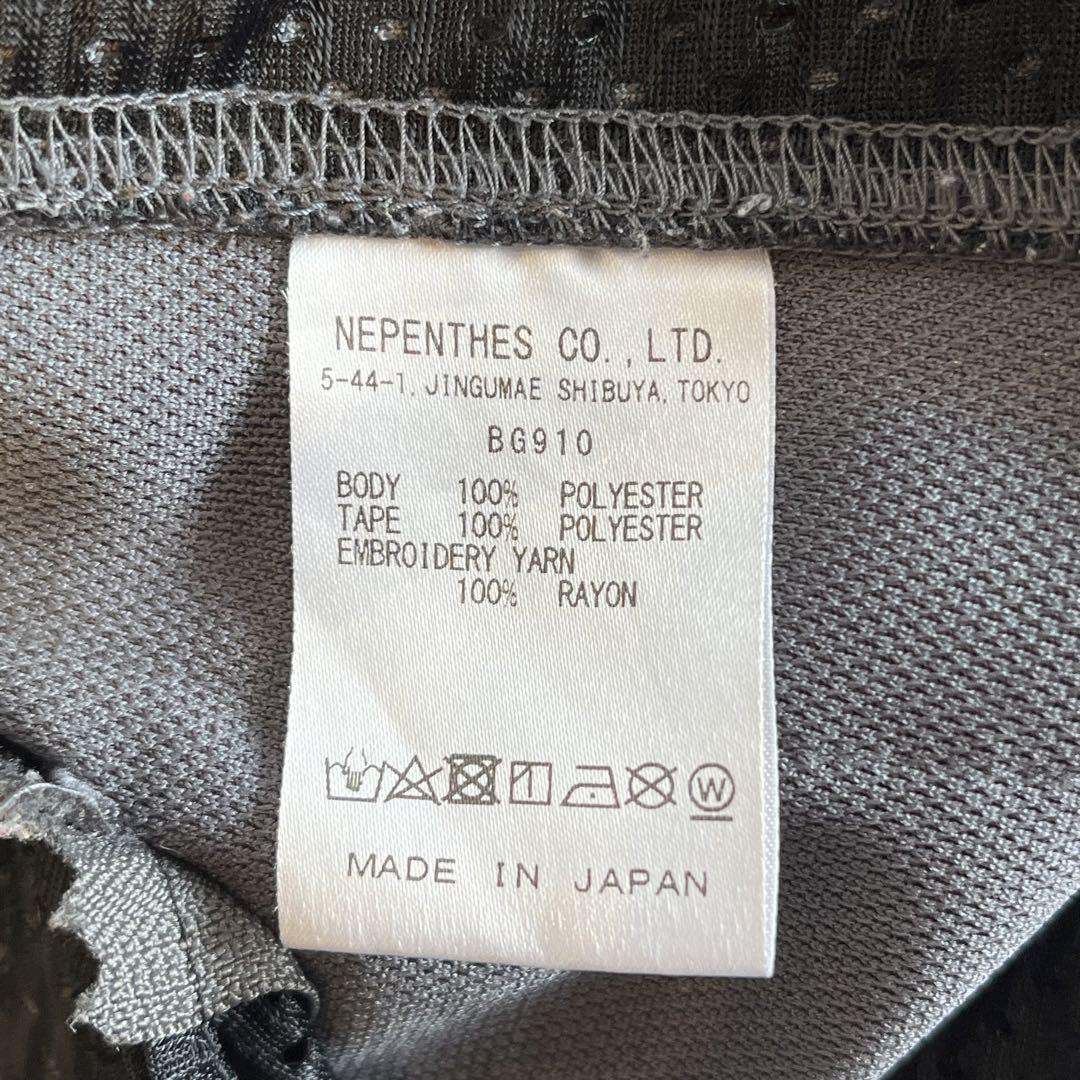 NEPENTHES CO., LTD.
5-44-1, JINGUMAE SHIBUYA, TOKYO
BG910
BODY 100% POLYESTER
TAPE 100% POLYESTER
EMBROIDERY YARN
100% RAYON
W
MADE IN JAPAN